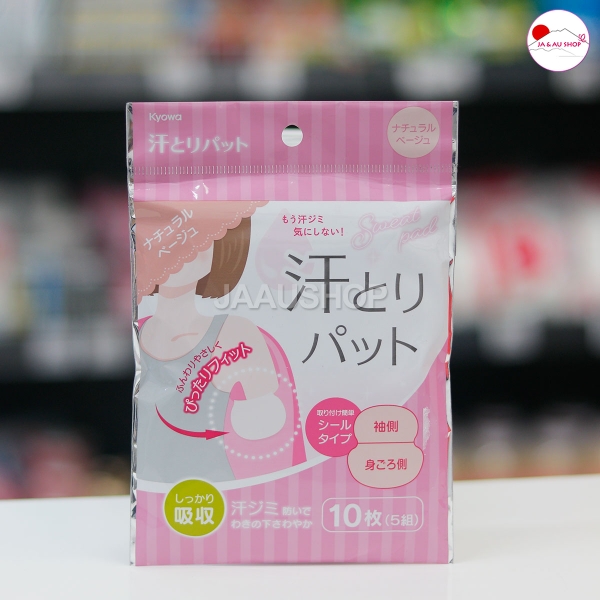 JA & AU SHOP
Kyowa
汗とりパット
ナチュラル
ベージュ
もう汗ジミ
気にしない!
Sweat
pad
ナチュラル
ベージュ
汗とり
パット
JAAUSHOP
ふんわりやさしく
ぴったりフィット
取り付け簡単
シール
タイプ
袖側
身ごろ側
しっかり
吸収
汗ジミ 防いで
わきの下さわやか
10枚(5組)